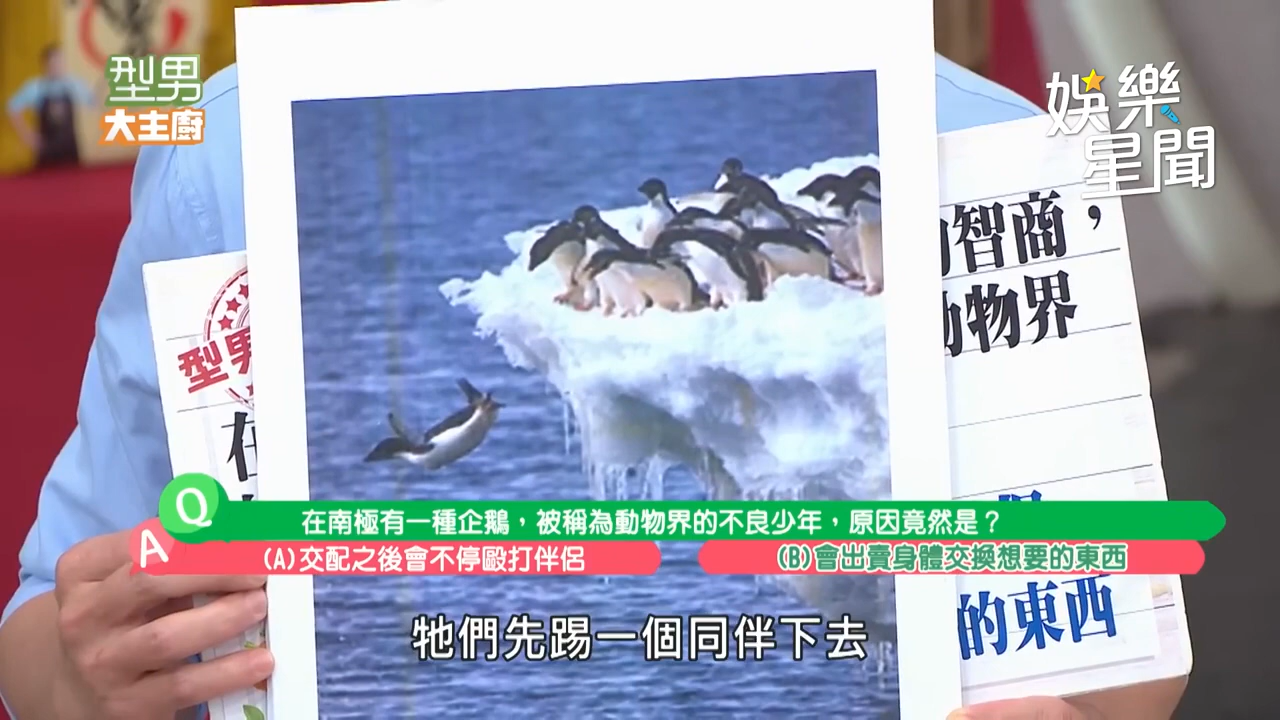 型男
大主廚
娛樂
星聞
智商，
動物界
型男
在
Q
在南極有一種企鵝，被稱為動物界的不良少年，原因竟然是？
A
(A)交配之後會不停毆打伴侶
(B)會出賣身體交換想要的東西
的東西
牠們先踢一個同伴下去